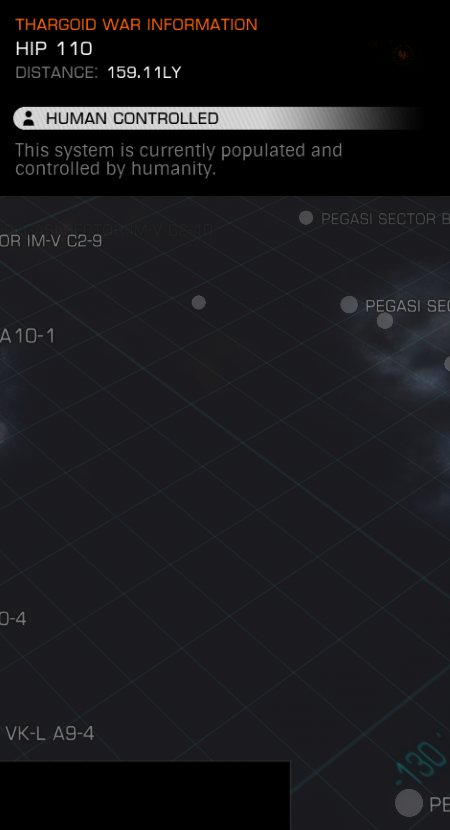 THARGOID WAR INFORMATION
HIP 110
DISTANCE: 159.11LY
HUMAN CONTROLLED
This system is currently populated and
controlled by humanity.
PEGASI SECTOR B
OR IM-V C2-9
PEGASI SEC
A10-1
0-4
VK-L A9-4
-130
PE